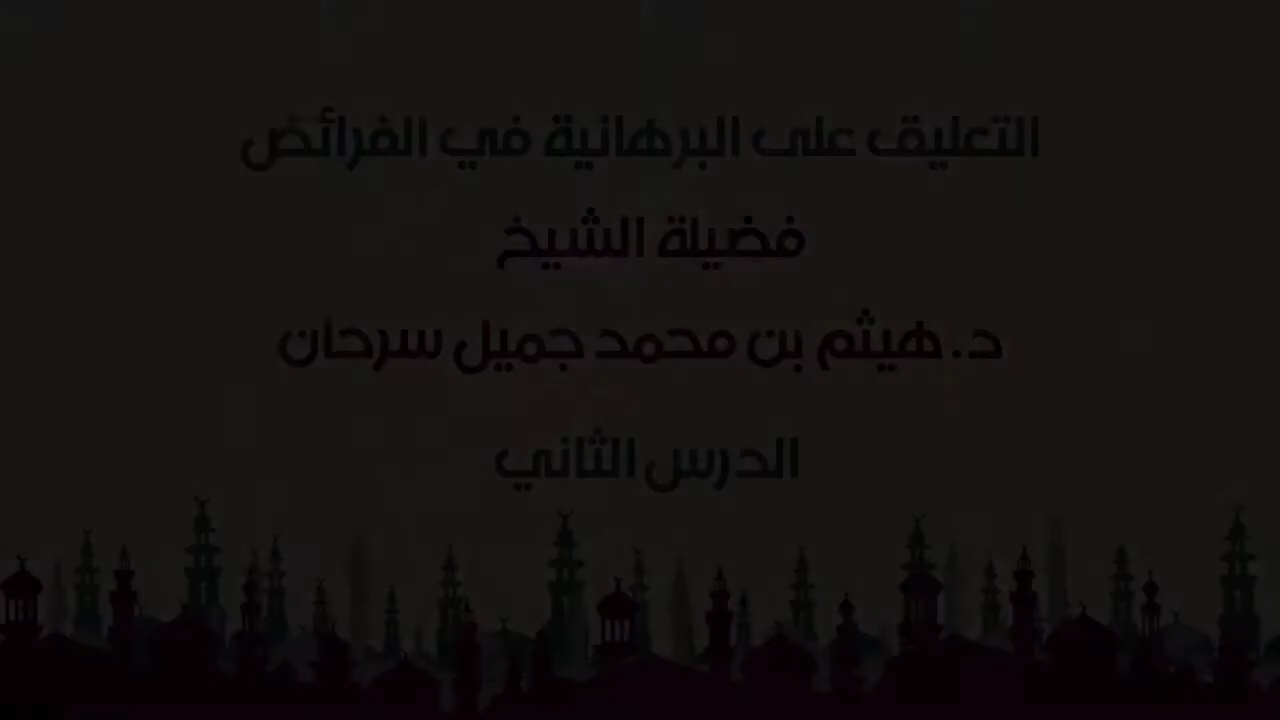 التعليق على البرهانية في الفرائض
فضيلة الشيخ
د. هيثم بن محمد جميل سرحان
الدرس الثاني